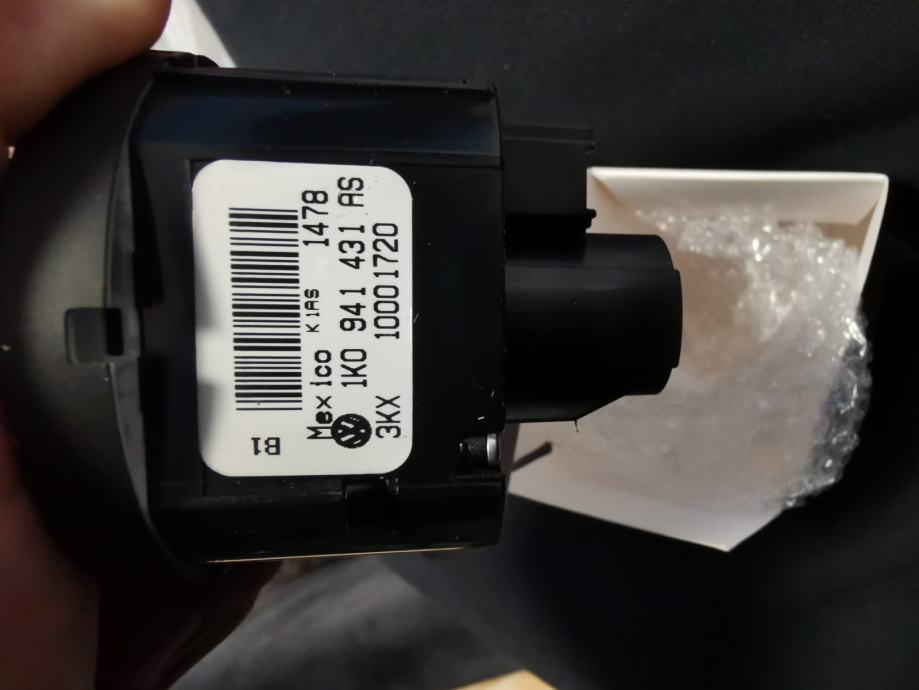 Mexico 1478
K1AS
1K0 941 431 AS
3KX 10001720
B1